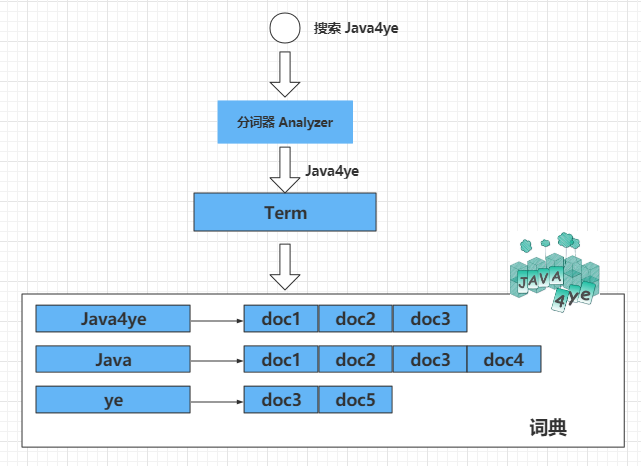 搜索 Java4ye
分词器 Analyzer
Java4ye
Term
JAVA
4ye
Java4ye doc1 doc2 doc3
Java doc1 doc2 doc3 doc4
ye doc3 doc5
词典